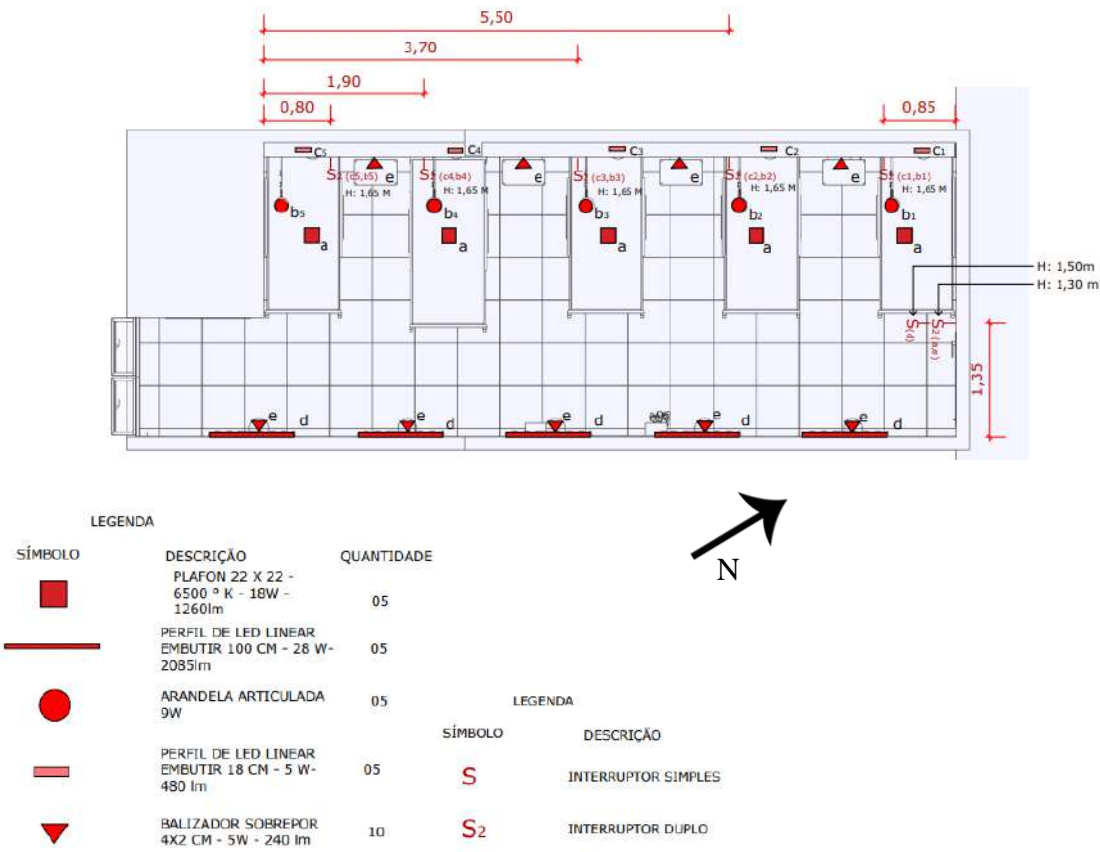 5,50
3,70
1,90
0,80
0,85
C5
C4
C3
C2
C1
S2 (c5,b5)
e
S2 (c4,b4)
e
S2 (c3,b3)
e
S2 (c2,b2)
e
S2 (c1,b1)
H: 1,65 M
H: 1,65 M
H: 1,65 M
H: 1,65 M
H: 1,65 M
b5
b4
b3
b2
b1
a
a
a
a
a
H: 1,50m
H: 1,30 m
S(d)
S2 (a,e)
1,35
e
d
e
d
e
d
e
d
e
d
N
LEGENDA
SÍMBOLO
DESCRIÇÃO
QUANTIDADE
PLAFON 22 X 22 -
6500 º K - 18W -
1260lm
05
PERFIL DE LED LINEAR
EMBUTIR 100 CM - 28 W-
2085lm
05
ARANDELA ARTICULADA
9W
05
PERFIL DE LED LINEAR
EMBUTIR 18 CM - 5 W-
480 lm
05
BALIZADOR SOBREPOR
4X2 CM - 5W - 240 lm
10
LEGENDA
SÍMBOLO
DESCRIÇÃO
S
INTERRUPTOR SIMPLES
S2
INTERRUPTOR DUPLO